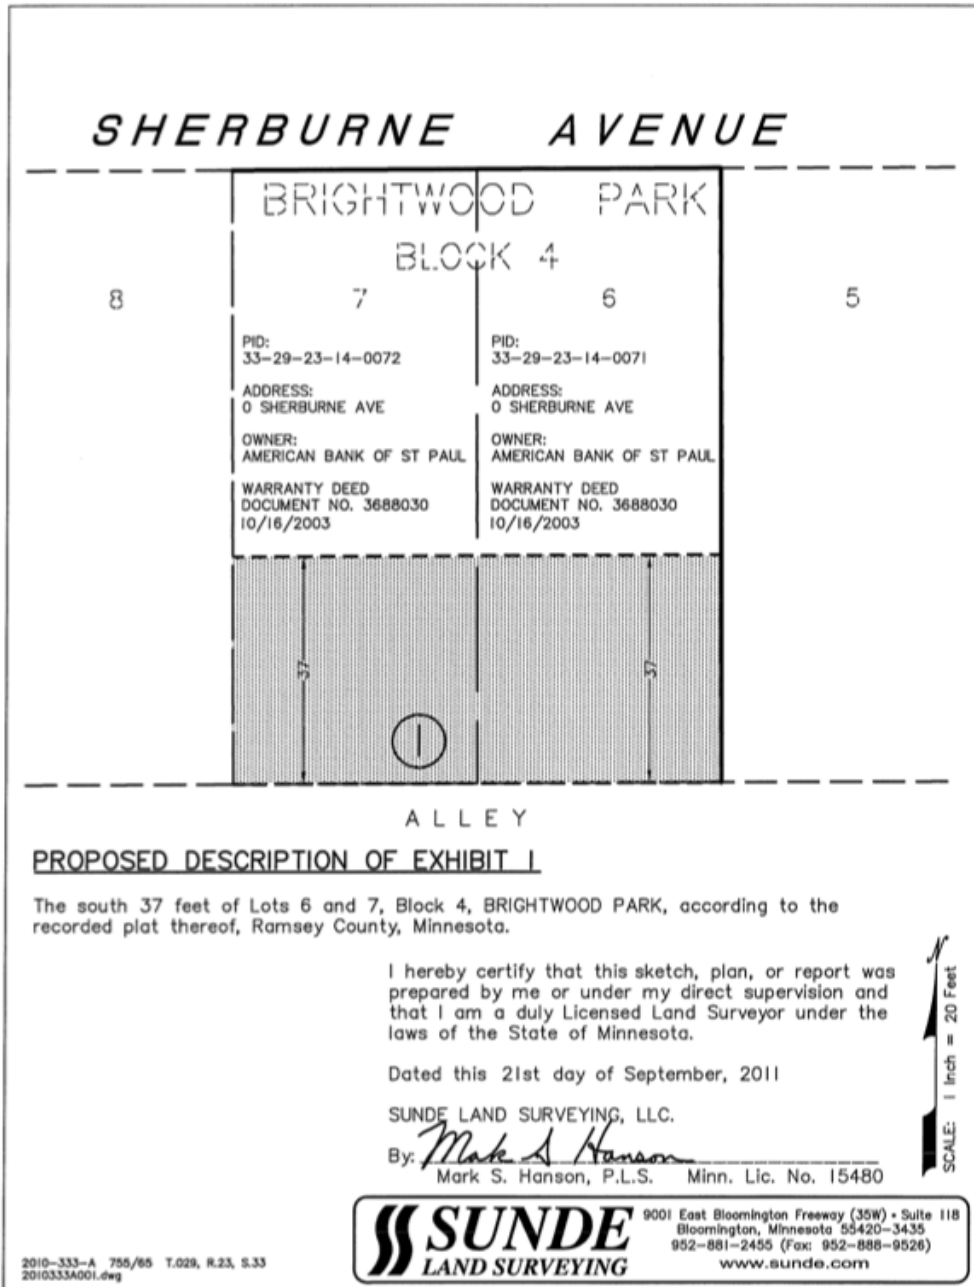 SHERBURNE AVENUE
BRIGHTWOOD PARK
BLOCK 4
8 7 6 5
PID:
33-29-23-14-0072
ADDRESS:
0 SHERBURNE AVE
OWNER:
AMERICAN BANK OF ST PAUL
WARRANTY DEED
DOCUMENT NO. 3688030
10/16/2003
PID:
33-29-23-14-0071
ADDRESS:
0 SHERBURNE AVE
OWNER:
AMERICAN BANK OF ST PAUL
WARRANTY DEED
DOCUMENT NO. 3688030
10/16/2003
37
37
1
ALLEY
PROPOSED DESCRIPTION OF EXHIBIT 1
The south 37 feet of Lots 6 and 7, Block 4, BRIGHTWOOD PARK, according to the
recorded plat thereof, Ramsey County, Minnesota.
N
SCALE: 1 Inch = 20 Feet
I hereby certify that this sketch, plan, or report was
prepared by me or under my direct supervision and
that I am a duly Licensed Land Surveyor under the
laws of the State of Minnesota.
Dated this 21st day of September, 2011
SUNDE LAND SURVEYING, LLC.
By: Mark S Hanson
Mark S. Hanson, P.L.S. Minn. Lic. No. 15480
SUNDE
LAND SURVEYING
9001 East Bloomington Freeway (35W) • Suite 118
Bloomington, Minnesota 55420-3435
952-881-2455 (Fax: 952-888-9526)
www.sunde.com
2010-333-A 755/65 T.029, R.23, S.33
2010333A001.dwg